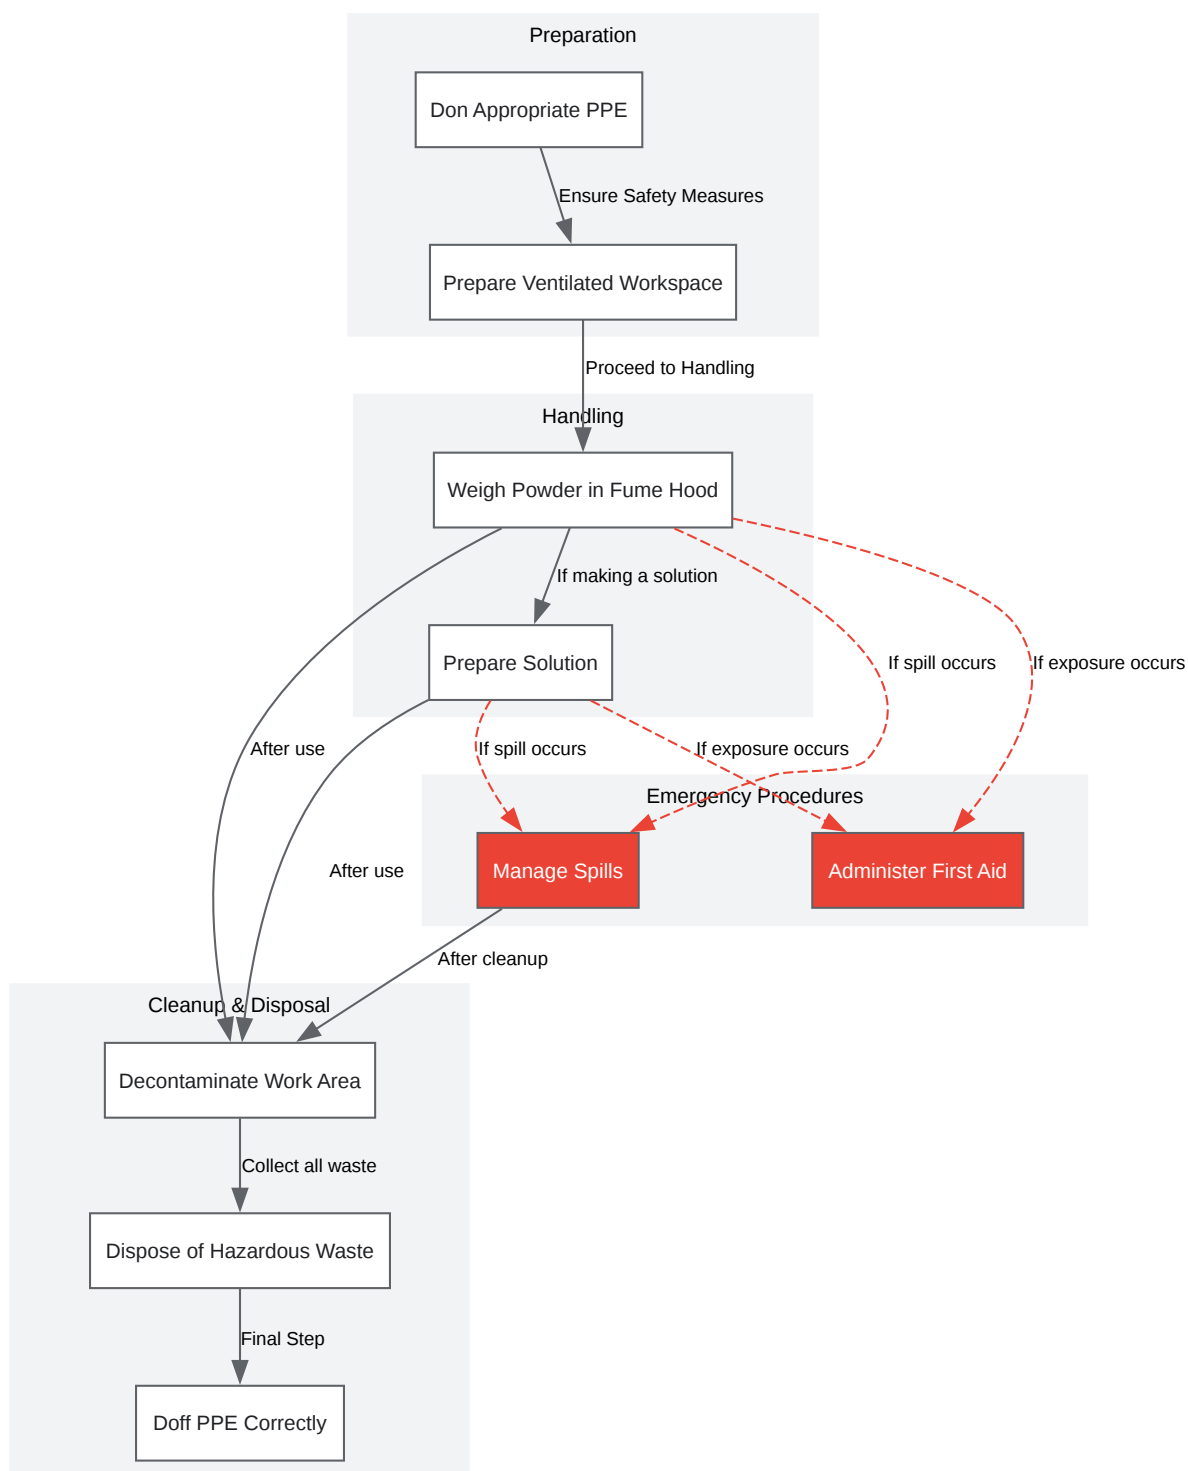 Preparation
Don Appropriate PPE
Ensure Safety Measures
Prepare Ventilated Workspace
Proceed to Handling
Handling
Weigh Powder in Fume Hood
If making a solution
Prepare Solution
If spill occurs
If exposure occurs
After use
If spill occurs
If exposure occurs
Emergency Procedures
After use
Manage Spills
Administer First Aid
After cleanup
Cleanup & Disposal
Decontaminate Work Area
Collect all waste
Dispose of Hazardous Waste
Final Step
Doff PPE Correctly